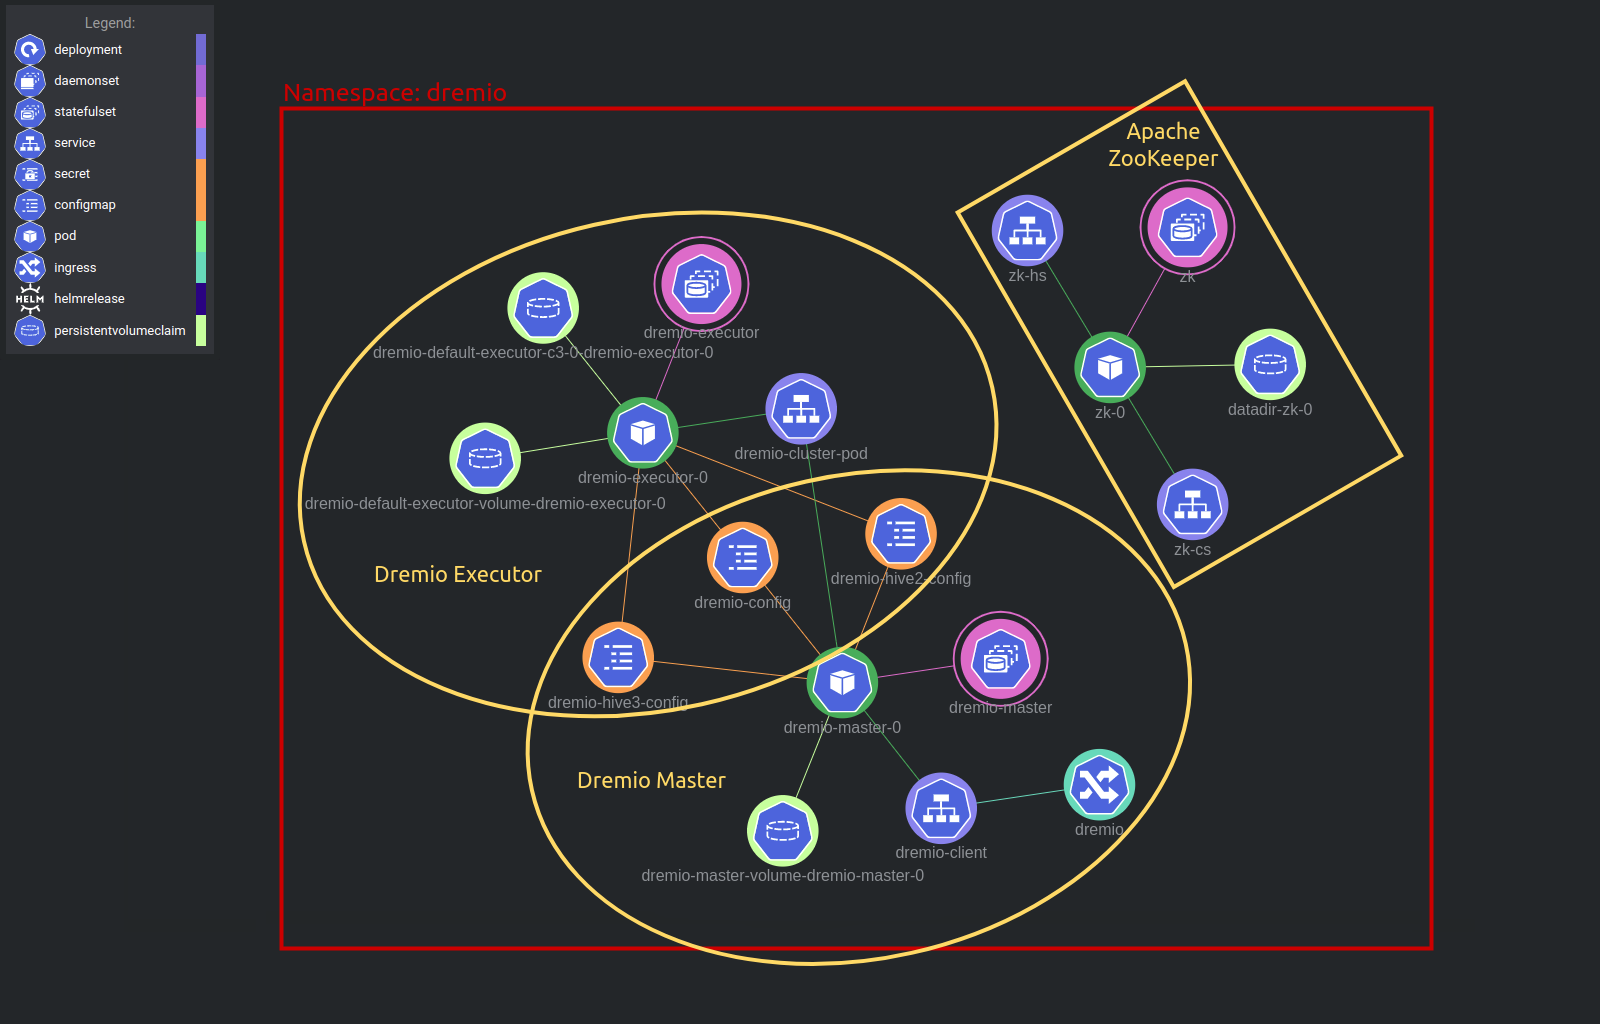 Legend:
deployment
daemonset
statefulset
service
secret
configmap
pod
ingress
HELM
helmrelease
persistentvolumeclaim
Namespace: dremio
Apache
ZooKeeper
zk-hs
zk
zk-0
datadir-zk-0
zk-cs
dremio-executor
dremio-default-executor-c3-0-dremio-executor-0
dremio-cluster-pod
dremio-executor-0
dremio-default-executor-volume-dremio-executor-0
Dremio Executor
dremio-hive2-config
dremio-config
dremio-hive3-config
dremio-master
dremio-master-0
Dremio Master
dremio
dremio-client
dremio-master-volume-dremio-master-0